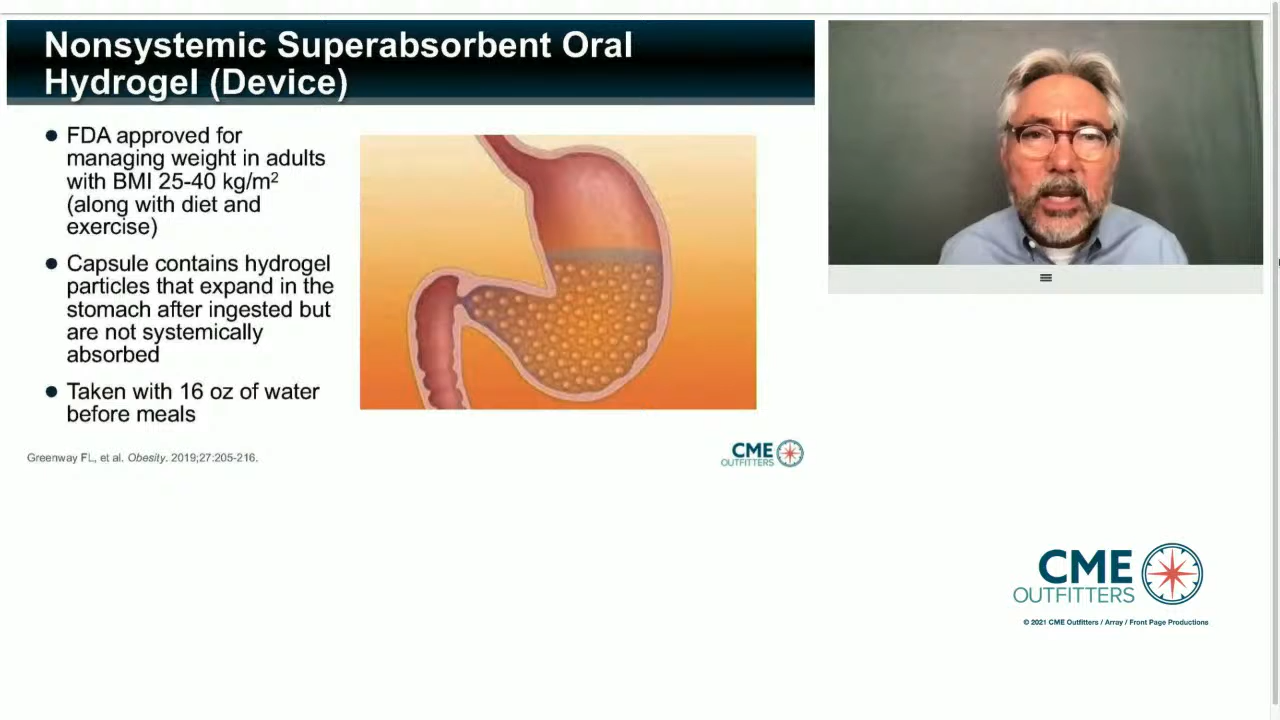 Nonsystemic Superabsorbent Oral
Hydrogel (Device)
● FDA approved for
managing weight in adults
with BMI 25-40 kg/m²
(along with diet and
exercise)
● Capsule contains hydrogel
particles that expand in the
stomach after ingested but
are not systemically
absorbed
● Taken with 16 oz of water
before meals
Greenway FL, et al. Obesity. 2019;27:205-216.
CME
OUTFITTERS
CME
OUTFITTERS
© 2021 CME Outfitters / Array / Front Page Productions